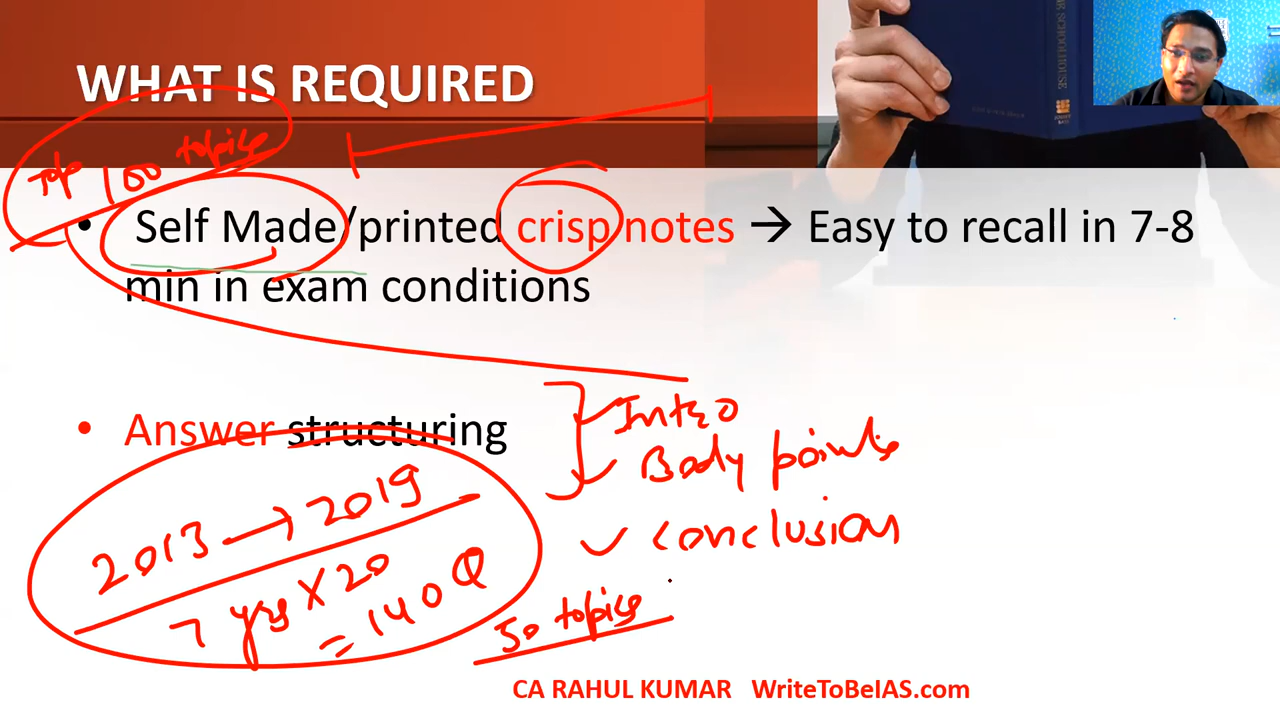 WHAT IS REQUIRED
Top 100 topics
• Self Made/printed crisp notes → Easy to recall in 7-8
min in exam conditions
• Answer structuring
Intro
Body points
Conclusion
2013 → 2019
7 yrs X 20
= 140 Q
50 topics
CA RAHUL KUMAR WriteToBeIAS.com